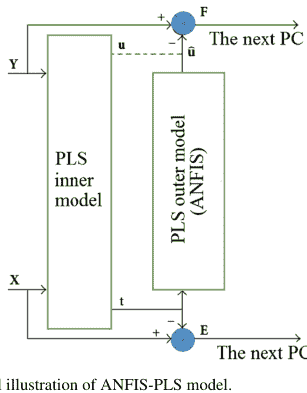 + F
u − û The next PC
Y
PLS
inner
model
PLS outer model
(ANFIS)
X
t
−
+ E
The next PC
l illustration of ANFIS-PLS model.